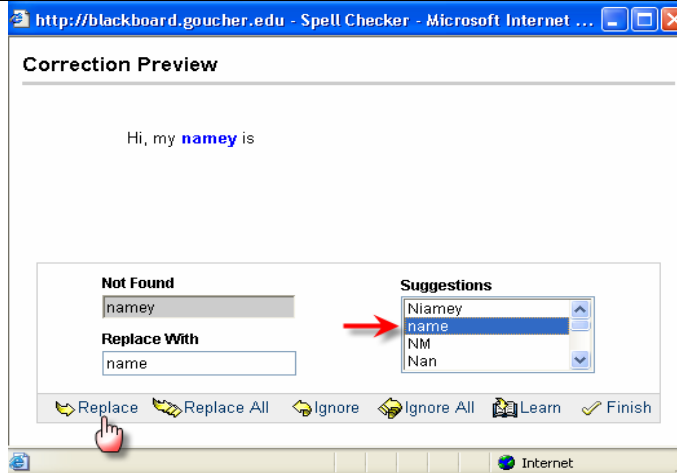 http://blackboard.goucher.edu - Spell Checker - Microsoft Internet ...
Correction Preview
Hi, my namey is
Not Found
namey
Replace With
name
Suggestions
Niamey
name
NM
Nan
Replace Replace All Ignore Ignore All Learn Finish
Internet